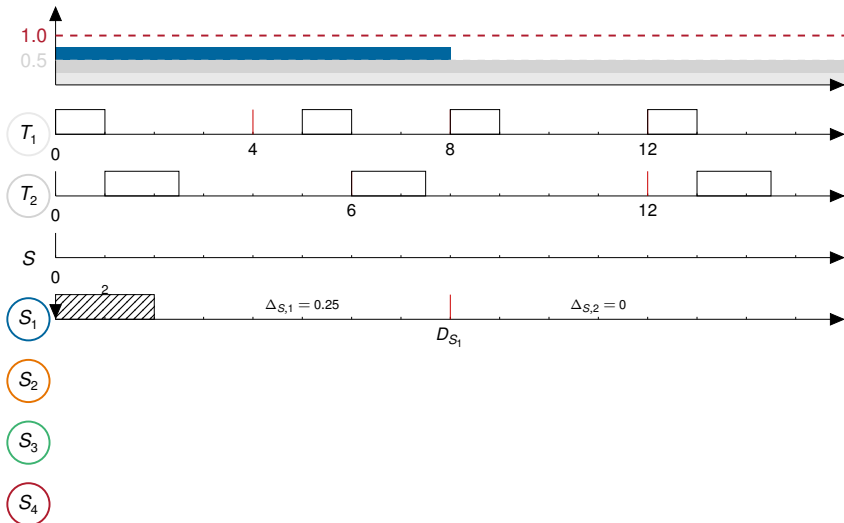 1.0
0.5
T1
0 4 8 12
T2
0 6 12
S
0
2
S1 ΔS,1 = 0.25 ΔS,2 = 0
DS1
S2
S3
S4